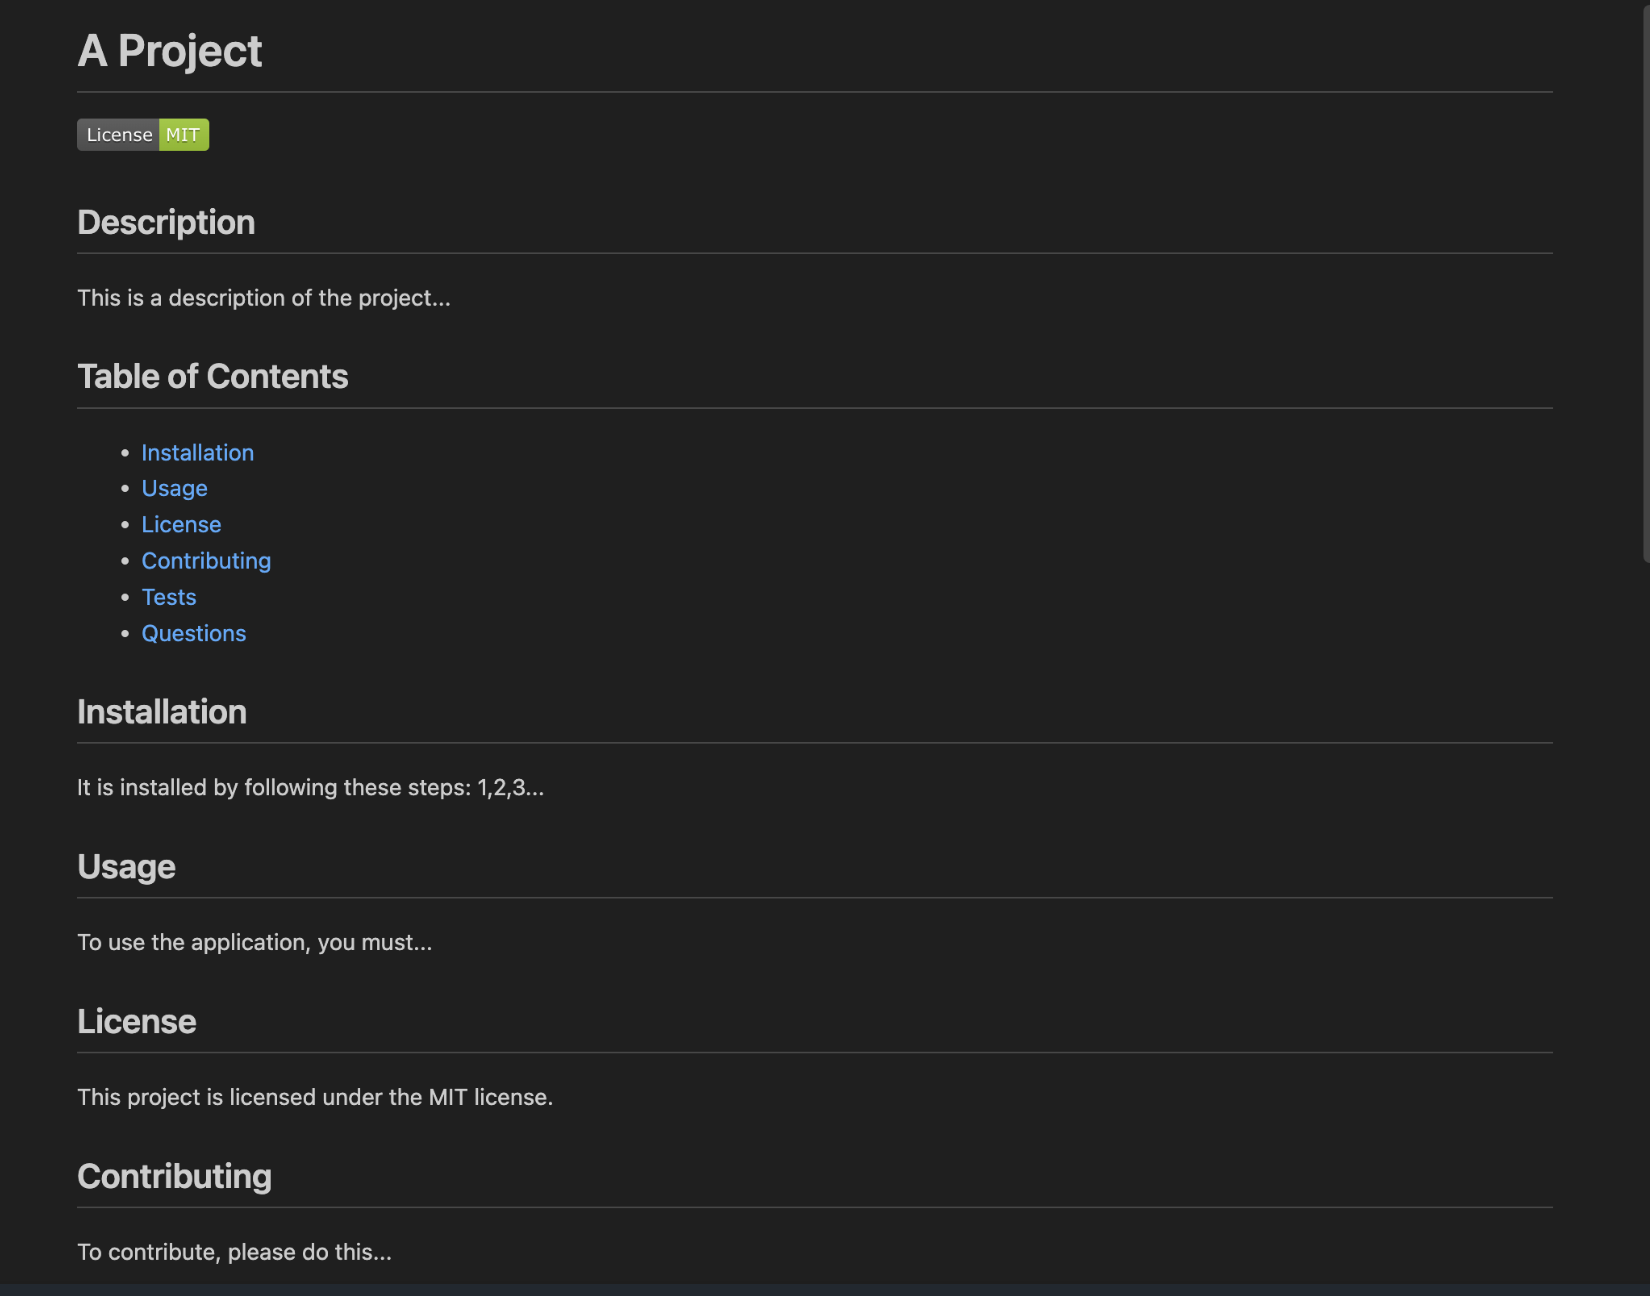 A Project
License MIT
Description
This is a description of the project...
Table of Contents
Installation
Usage
License
Contributing
Tests
Questions
Installation
It is installed by following these steps: 1,2,3...
Usage
To use the application, you must...
License
This project is licensed under the MIT license.
Contributing
To contribute, please do this...